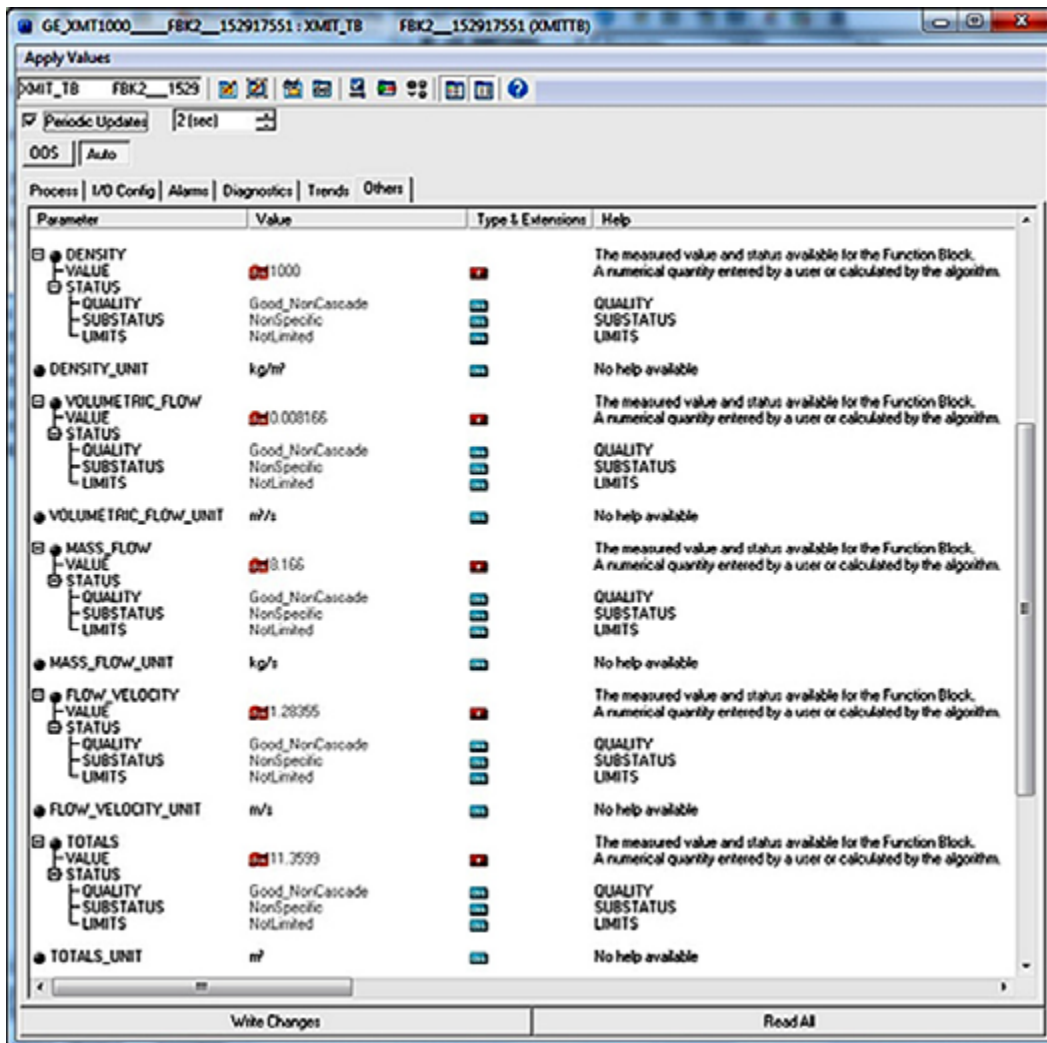 GE_XMT1000_____FBK2__152917551 : XMIT_TB FBK2__152917551 (XMITTB)
Apply Values
XMIT_TB FBK2__1529
Periodic Updates 2 (sec)
OOS Auto
Process I/O Config Alarms Diagnostics Trends Others
Parameter Value Type & Extensions Help
DENSITY The measured value and status available for the Function Block.
VALUE 1000 A numerical quantity entered by a user or calculated by the algorithm.
STATUS
QUALITY Good_NonCascade QUALITY
SUBSTATUS NonSpecific SUBSTATUS
LIMITS NotLimited LIMITS
DENSITY_UNIT kg/m³ No help available
VOLUMETRIC_FLOW The measured value and status available for the Function Block.
VALUE 0.008166 A numerical quantity entered by a user or calculated by the algorithm.
STATUS
QUALITY Good_NonCascade QUALITY
SUBSTATUS NonSpecific SUBSTATUS
LIMITS NotLimited LIMITS
VOLUMETRIC_FLOW_UNIT m³/s No help available
MASS_FLOW The measured value and status available for the Function Block.
VALUE 8.166 A numerical quantity entered by a user or calculated by the algorithm.
STATUS
QUALITY Good_NonCascade QUALITY
SUBSTATUS NonSpecific SUBSTATUS
LIMITS NotLimited LIMITS
MASS_FLOW_UNIT kg/s No help available
FLOW_VELOCITY The measured value and status available for the Function Block.
VALUE 1.28355 A numerical quantity entered by a user or calculated by the algorithm.
STATUS
QUALITY Good_NonCascade QUALITY
SUBSTATUS NonSpecific SUBSTATUS
LIMITS NotLimited LIMITS
FLOW_VELOCITY_UNIT m/s No help available
TOTALS The measured value and status available for the Function Block.
VALUE 11.3599 A numerical quantity entered by a user or calculated by the algorithm.
STATUS
QUALITY Good_NonCascade QUALITY
SUBSTATUS NonSpecific SUBSTATUS
LIMITS NotLimited LIMITS
TOTALS_UNIT m³ No help available
Write Changes Read All